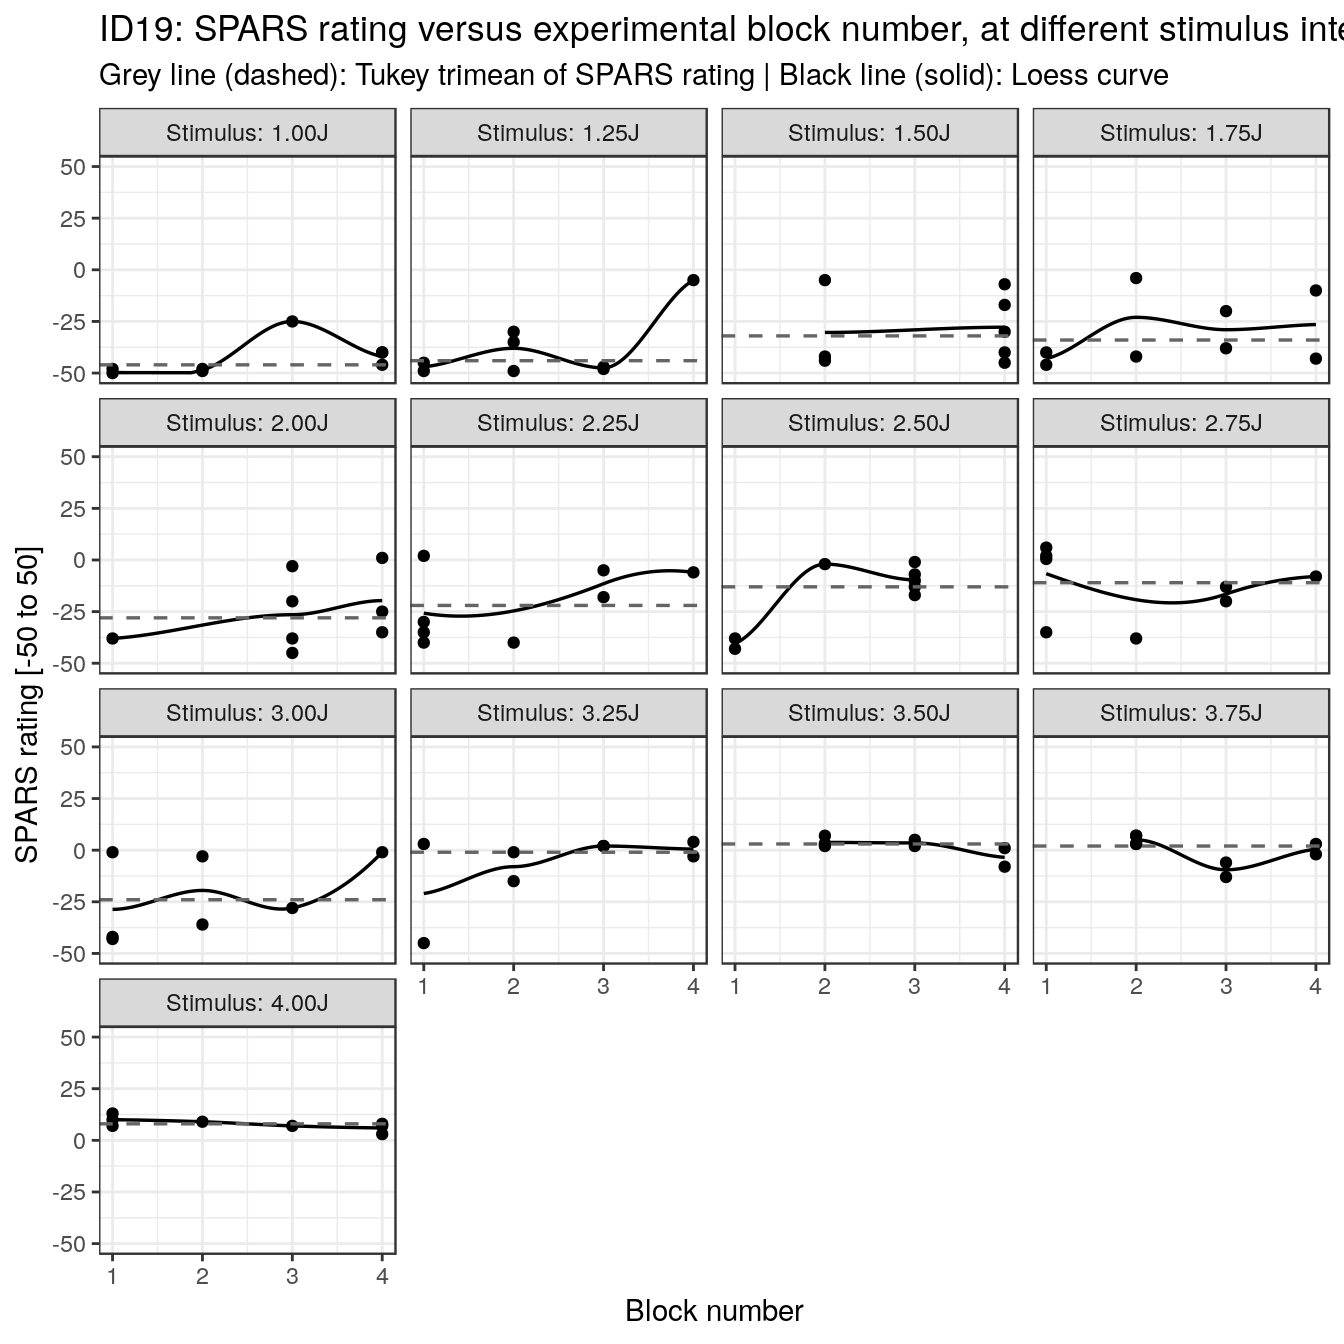 ID19: SPARS rating versus experimental block number, at different stimulus inte
Grey line (dashed): Tukey trimean of SPARS rating | Black line (solid): Loess curve
Stimulus: 1.00J
Stimulus: 1.25J
Stimulus: 1.50J
Stimulus: 1.75J
50
25
0
-25
-50
Stimulus: 2.00J
Stimulus: 2.25J
Stimulus: 2.50J
Stimulus: 2.75J
50
25
0
-25
-50
SPARS rating [-50 to 50]
Stimulus: 3.00J
Stimulus: 3.25J
Stimulus: 3.50J
Stimulus: 3.75J
50
25
0
-25
-50
1 2 3 4
1 2 3 4
1 2 3 4
Stimulus: 4.00J
50
25
0
-25
-50
1 2 3 4
Block number